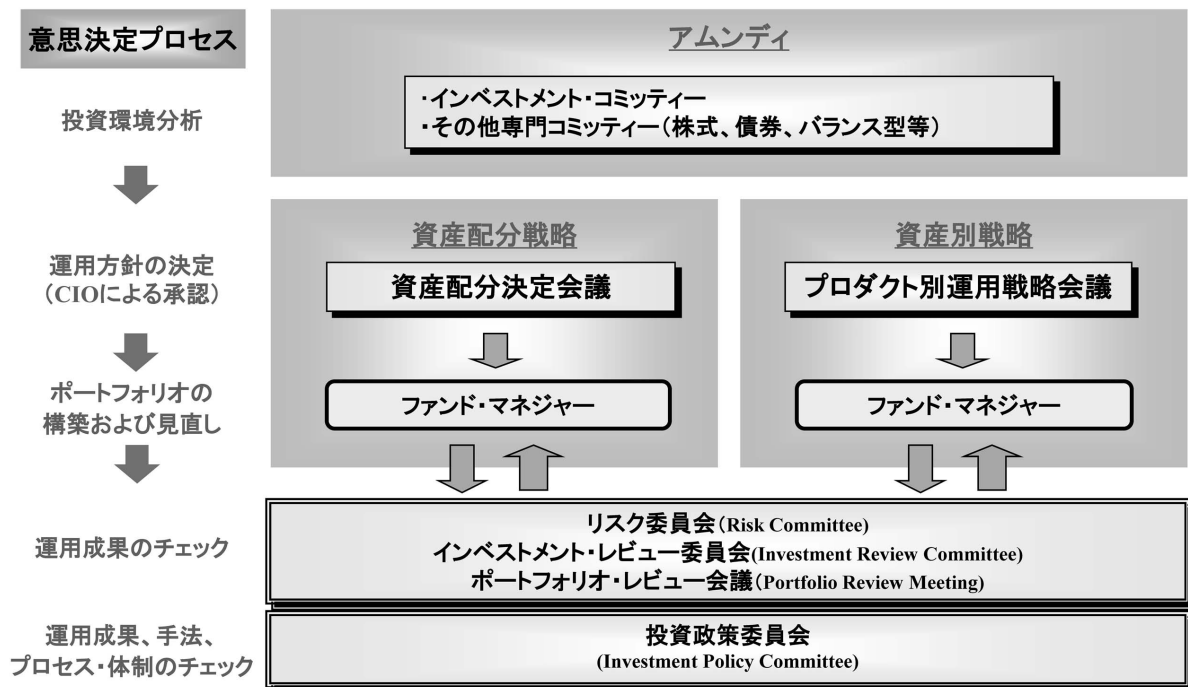 意思決定プロセス
アムンディ
投資環境分析
・インベストメント・コミッティー
・その他専門コミッティー(株式、債券、バランス型等)
運用方針の決定
(CIOによる承認)
資産配分戦略
資産配分決定会議
資産別戦略
プロダクト別運用戦略会議
ポートフォリオの
構築および見直し
ファンド・マネジャー
ファンド・マネジャー
運用成果のチェック
リスク委員会(Risk Committee)
インベストメント・レビュー委員会(Investment Review Committee)
ポートフォリオ・レビュー会議(Portfolio Review Meeting)
運用成果、手法、
プロセス・体制のチェック
投資政策委員会
(Investment Policy Committee)